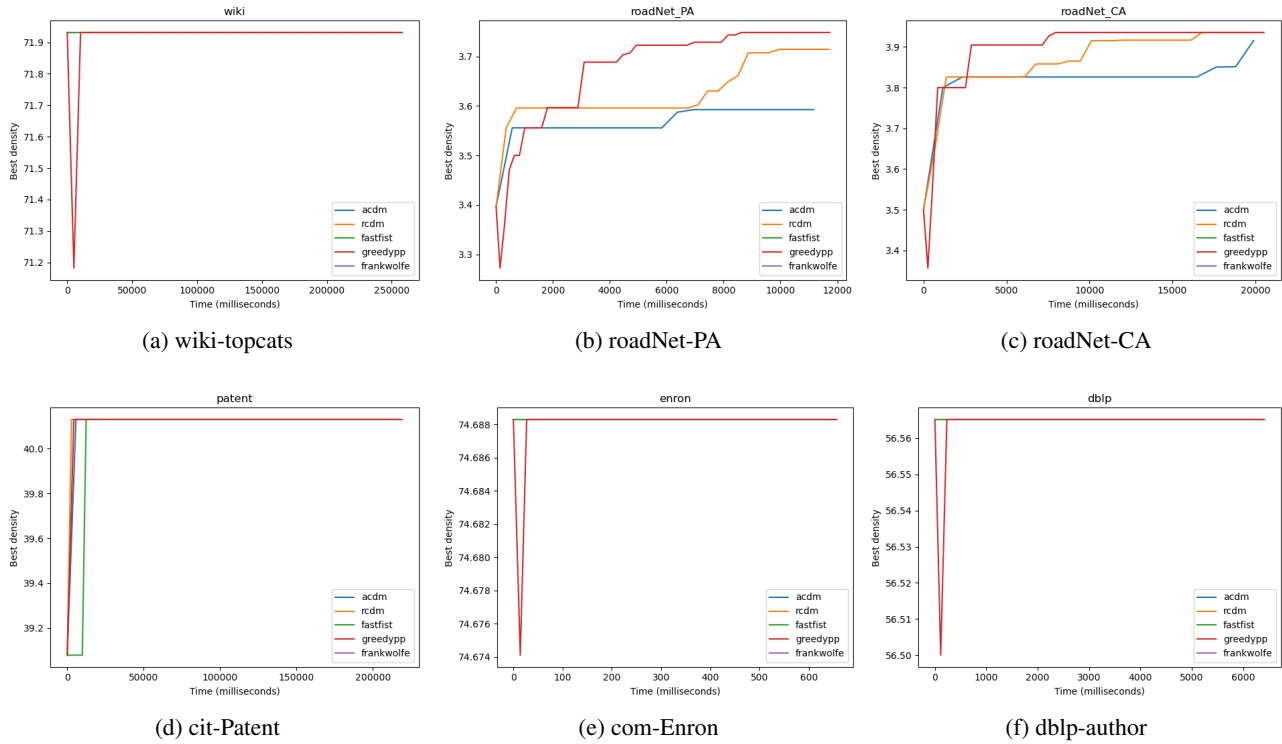 wiki
Best density
71.9
71.8
71.7
71.6
71.5
71.4
71.3
71.2
0 50000 100000 150000 200000 250000
Time (milliseconds)
acdm
rcdm
fastfist
greedypp
frankwolfe
(a) wiki-topcats
roadNet_PA
Best density
3.7
3.6
3.5
3.4
3.3
0 2000 4000 6000 8000 10000 12000
Time (milliseconds)
acdm
rcdm
fastfist
greedypp
frankwolfe
(b) roadNet-PA
roadNet_CA
Best density
3.9
3.8
3.7
3.6
3.5
3.4
0 5000 10000 15000 20000
Time (milliseconds)
acdm
rcdm
fastfist
greedypp
frankwolfe
(c) roadNet-CA
patent
Best density
40.0
39.8
39.6
39.4
39.2
0 50000 100000 150000 200000
Time (milliseconds)
acdm
rcdm
fastfist
greedypp
frankwolfe
(d) cit-Patent
enron
Best density
74.688
74.686
74.684
74.682
74.680
74.678
74.676
74.674
0 100 200 300 400 500 600
Time (milliseconds)
acdm
rcdm
fastfist
greedypp
frankwolfe
(e) com-Enron
dblp
Best density
56.56
56.55
56.54
56.53
56.52
56.51
56.50
0 1000 2000 3000 4000 5000 6000
Time (milliseconds)
acdm
rcdm
fastfist
greedypp
frankwolfe
(f) dblp-author